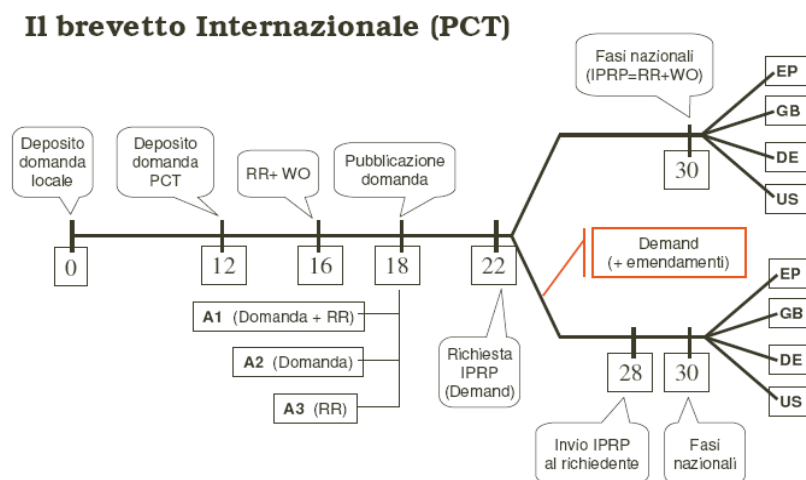 Il brevetto Internazionale (PCT)
Fasi nazionali
(IPRP=RR+WO)
EP
GB
DE
US
30
Deposito
domanda
locale
Deposito
domanda
PCT
RR+ WO
Pubblicazione
domanda
0
12
16
18
22
Demand
(+ emendamenti)
A1 (Domanda + RR)
A2 (Domanda)
A3 (RR)
Richiesta
IPRP
(Demand)
28
30
EP
GB
DE
US
Invio IPRP
al richiedente
Fasi
nazionali